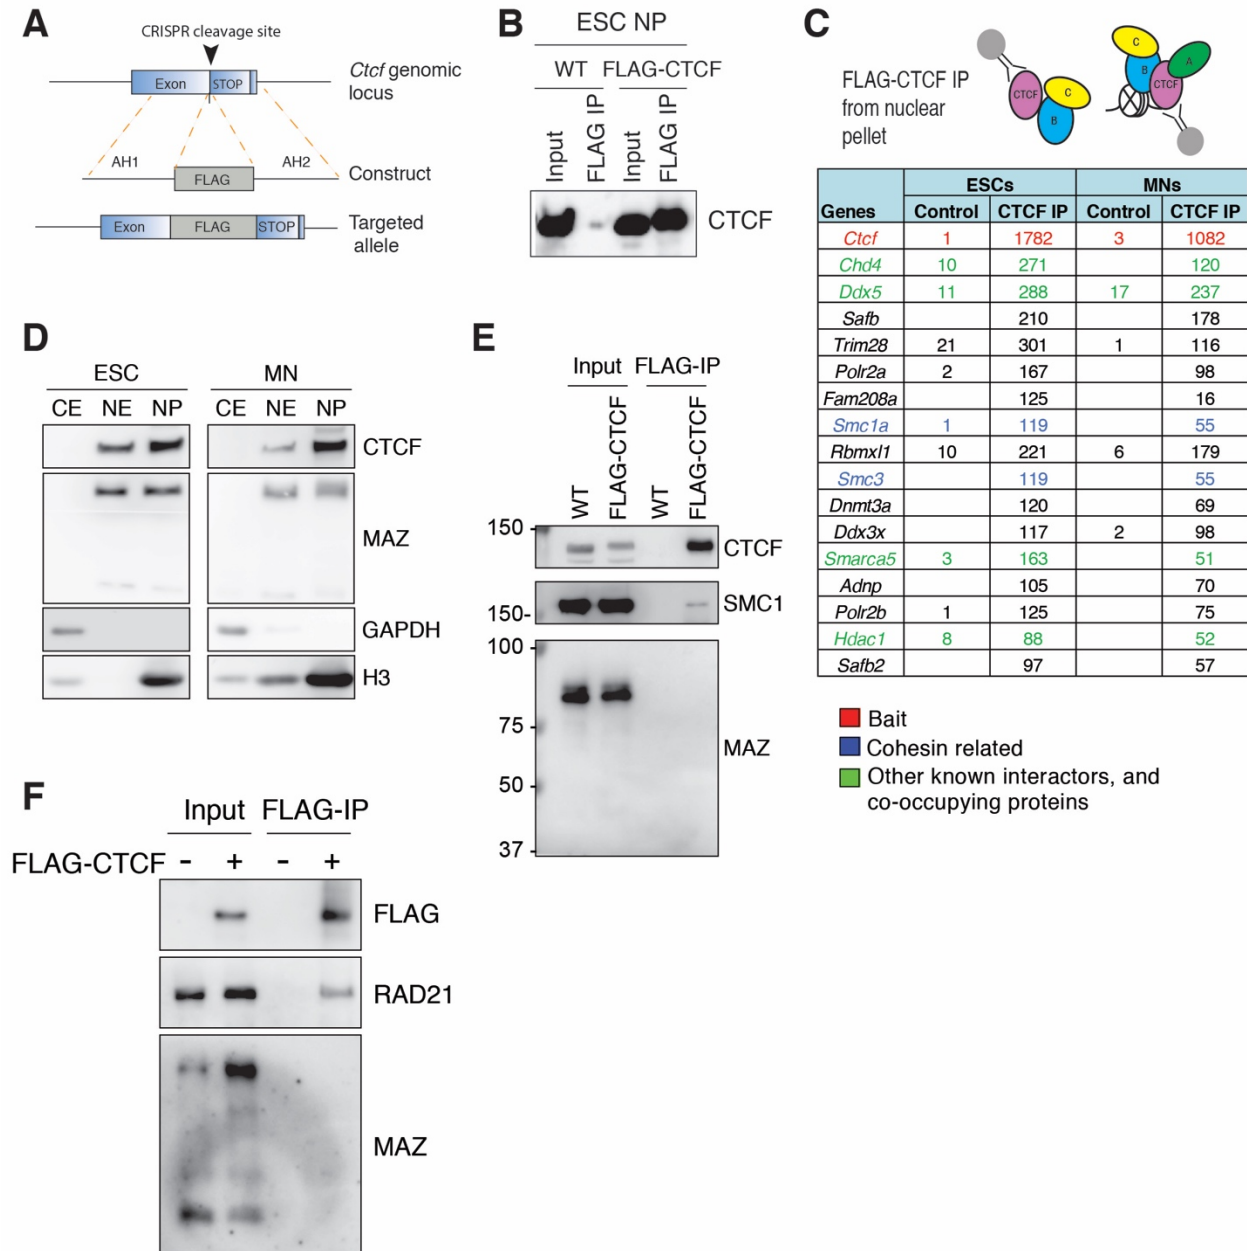 A
CRISPR cleavage site
Exon
STOP
Ctcf genomic
locus
AH1
AH2
FLAG
Construct
Exon
FLAG
STOP
Targeted
allele
B
ESC NP
WT FLAG-CTCF
Input
FLAG IP
Input
FLAG IP
CTCF
C
FLAG-CTCF IP
from nuclear
pellet
CTCF
B
C
C
B
CTCF
A
ESCs MNs
Genes Control CTCF IP Control CTCF IP
Ctcf 1 1782 3 1082
Chd4 10 271 120
Ddx5 11 288 17 237
Safb 210 178
Trim28 21 301 1 116
Polr2a 2 167 98
Fam208a 125 16
Smc1a 1 119 55
Rbmxl1 10 221 6 179
Smc3 119 55
Dnmt3a 120 69
Ddx3x 117 2 98
Smarca5 3 163 51
Adnp 105 70
Polr2b 1 125 75
Hdac1 8 88 52
Safb2 97 57
Bait
Cohesin related
Other known interactors, and
co-occupying proteins
D
ESC MN
CE NE NP CE NE NP
CTCF
MAZ
GAPDH
H3
E
Input FLAG-IP
WT
FLAG-CTCF
WT
FLAG-CTCF
150-
CTCF
150-
SMC1
100-
75-
50-
37-
MAZ
F
Input FLAG-IP
FLAG-CTCF - + - +
FLAG
RAD21
MAZ